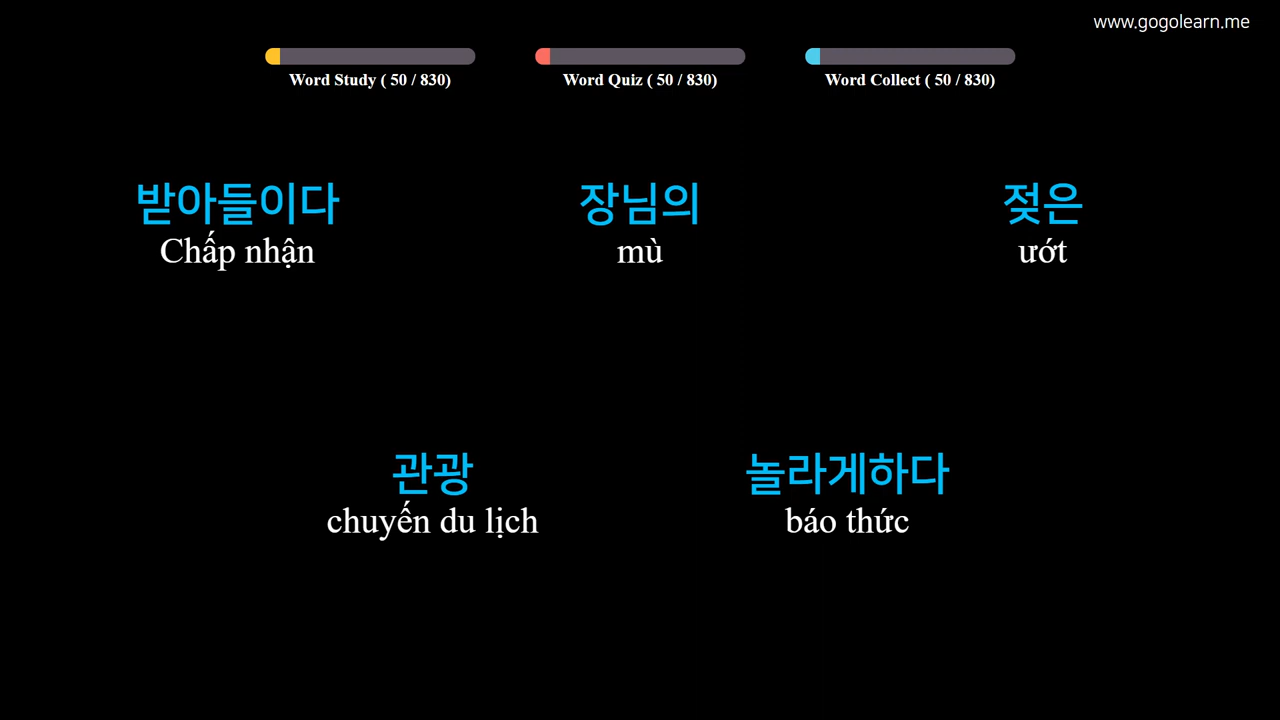 www.gogolearn.me
Word Study ( 50 / 830)
Word Quiz ( 50 / 830)
Word Collect ( 50 / 830)
받아들이다
Chấp nhận
장님의
mù
젖은
ướt
관광
chuyến du lịch
놀라게하다
báo thức